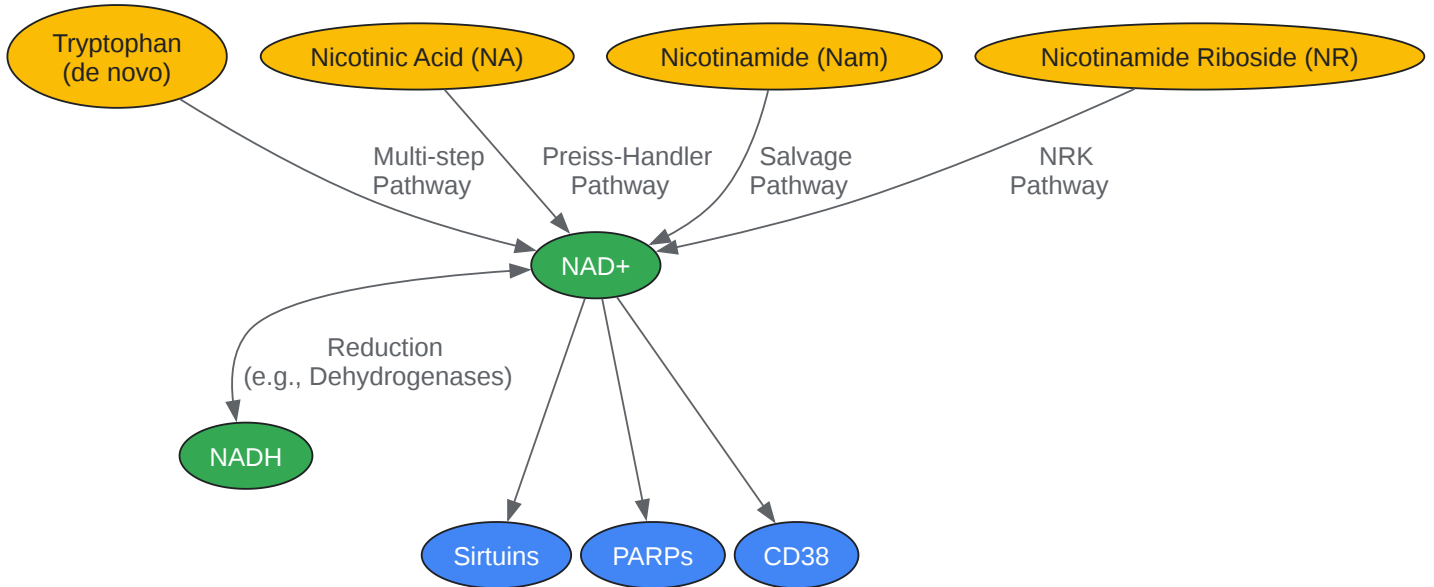 Tryptophan
(de novo)
Nicotinic Acid (NA)
Nicotinamide (Nam)
Nicotinamide Riboside (NR)
Multi-step
Pathway
Preiss-Handler
Pathway
Salvage
Pathway
NRK
Pathway
NAD+
Reduction
(e.g., Dehydrogenases)
NADH
Sirtuins
PARPs
CD38